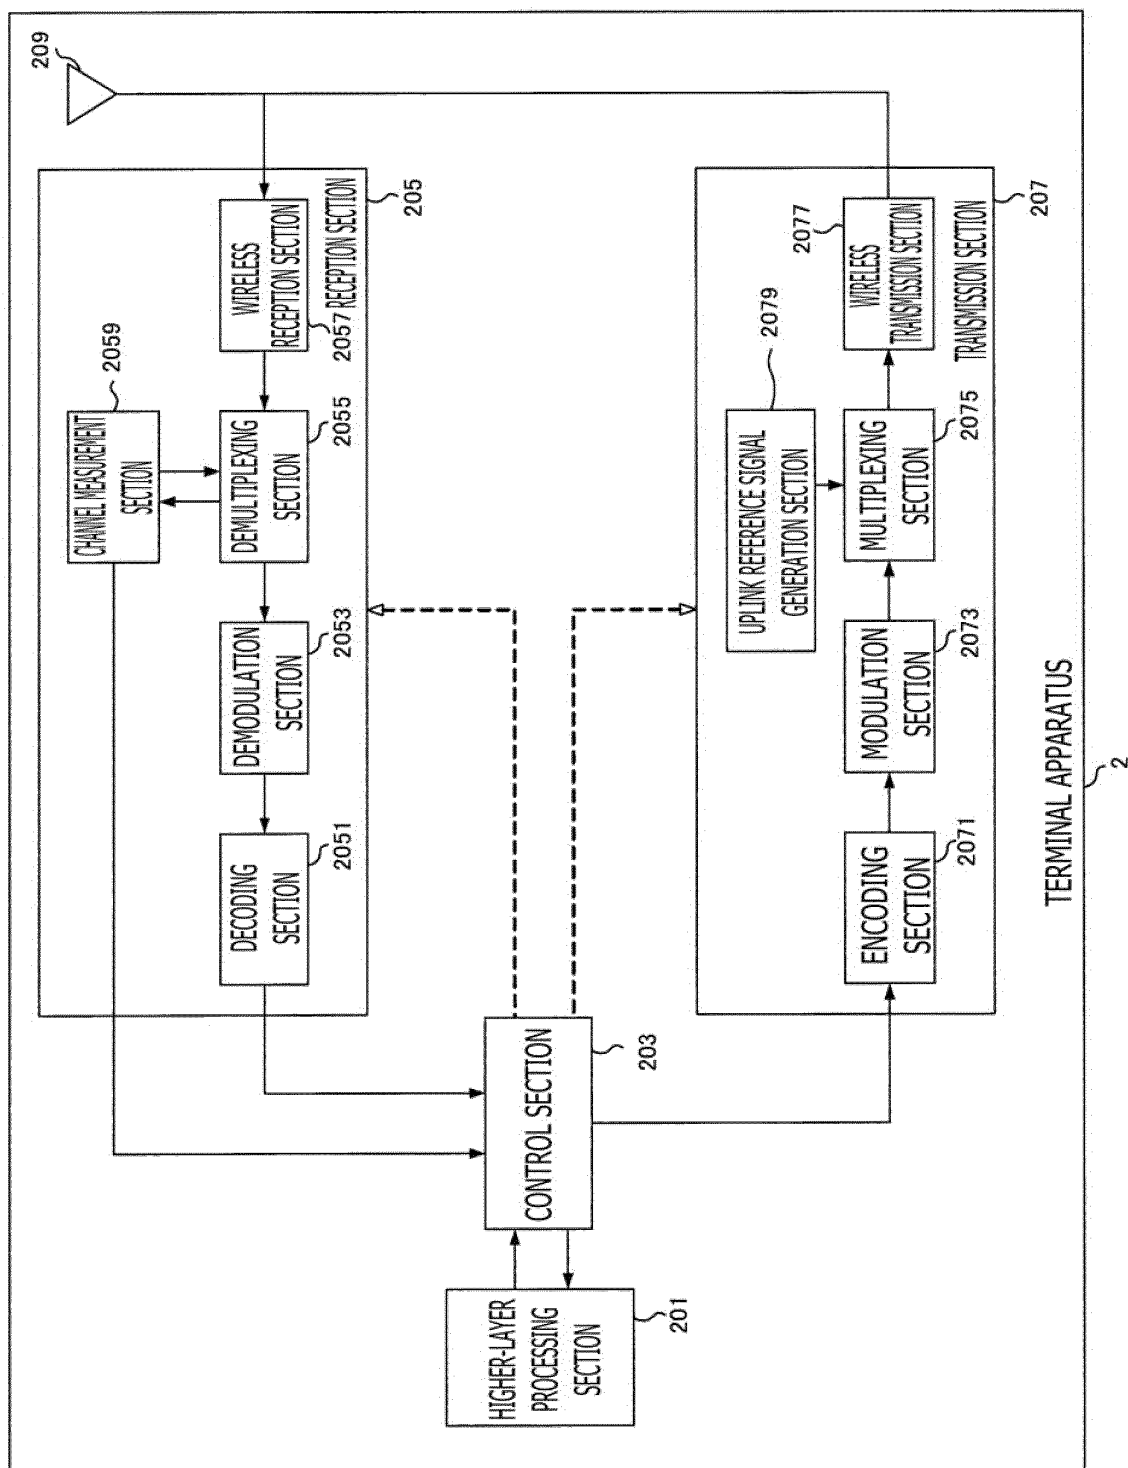 209
CHANNEL MEASUREMENT
SECTION
2059
WIRELESS
RECEPTION SECTION
2057
RECEPTION SECTION
205
DEMULTIPLEXING
SECTION
2055
DEMODULATION
SECTION
2053
DECODING
SECTION
2051
HIGHER-LAYER
PROCESSING
SECTION
201
CONTROL SECTION
203
UPLINK REFERENCE SIGNAL
GENERATION SECTION
2079
ENCODING
SECTION
2071
MODULATION
SECTION
2073
MULTIPLEXING
SECTION
2075
WIRELESS
TRANSMISSION SECTION
2077
TRANSMISSION SECTION
207
TERMINAL APPARATUS
2